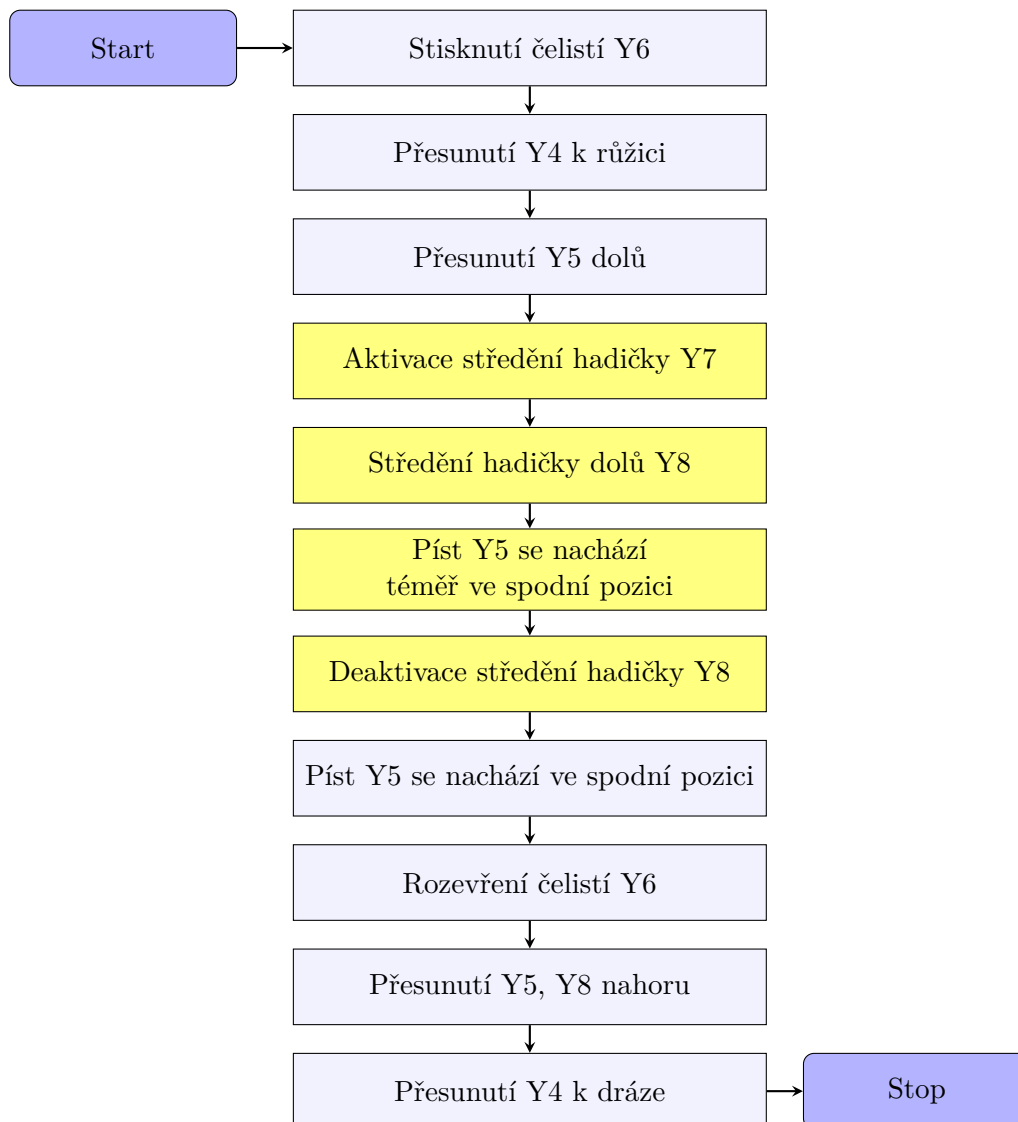 Start
Stisknutí čelistí Y6
Přesunutí Y4 k růžici
Přesunutí Y5 dolů
Aktivace středění hadičky Y7
Středění hadičky dolů Y8
Píst Y5 se nachází
téměř ve spodní pozici
Deaktivace středění hadičky Y8
Píst Y5 se nachází ve spodní pozici
Rozevření čelistí Y6
Přesunutí Y5, Y8 nahoru
Přesunutí Y4 k dráze
Stop